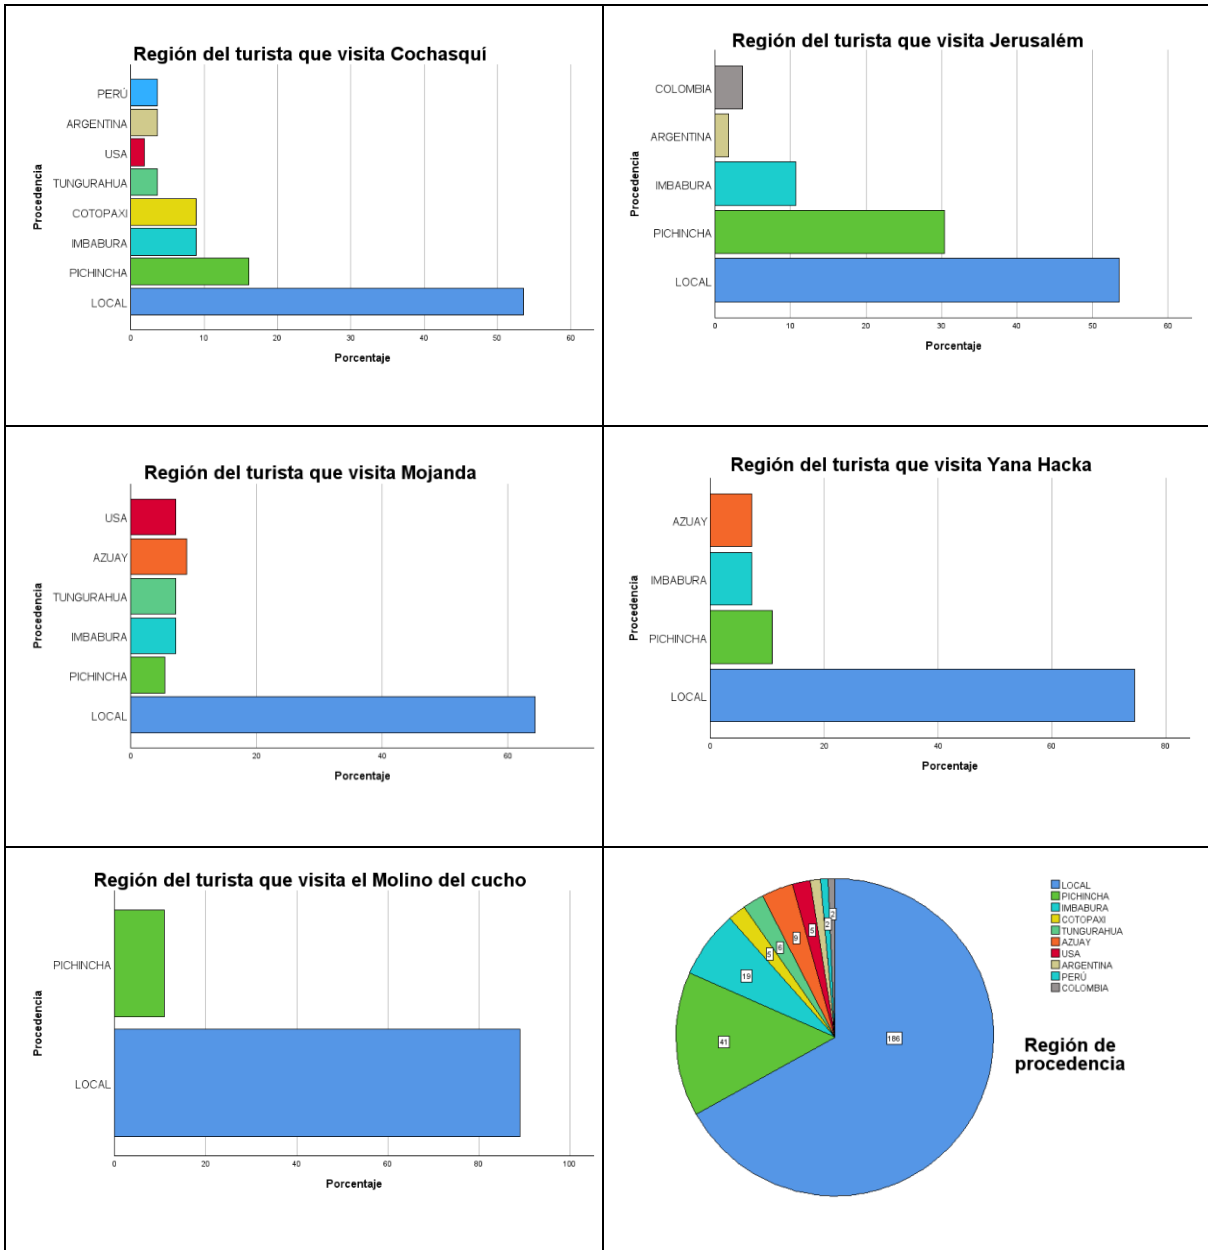 Región del turista que visita Cochasquí
Procedencia
PERÚ
ARGENTINA
USA
TUNGURAHUA
COTOPAXI
IMBABURA
PICHINCHA
LOCAL
0 10 20 30 40 50 60
Porcentaje
Región del turista que visita Jerusalém
Procedencia
COLOMBIA
ARGENTINA
IMBABURA
PICHINCHA
LOCAL
0 10 20 30 40 50 60
Porcentaje
Región del turista que visita Mojanda
Procedencia
USA
AZUAY
TUNGURAHUA
IMBABURA
PICHINCHA
LOCAL
0 20 40 60
Porcentaje
Región del turista que visita Yana Hacka
Procedencia
AZUAY
IMBABURA
PICHINCHA
LOCAL
0 20 40 60 80
Porcentaje
Región del turista que visita el Molino del cucho
Procedencia
PICHINCHA
LOCAL
0 20 40 60 80 100
Porcentaje
LOCAL
PICHINCHA
IMBABURA
COTOPAXI
TUNGURAHUA
AZUAY
USA
ARGENTINA
PERÚ
COLOMBIA
2
2
5
9
6
5
19
41
186
Región de
procedencia